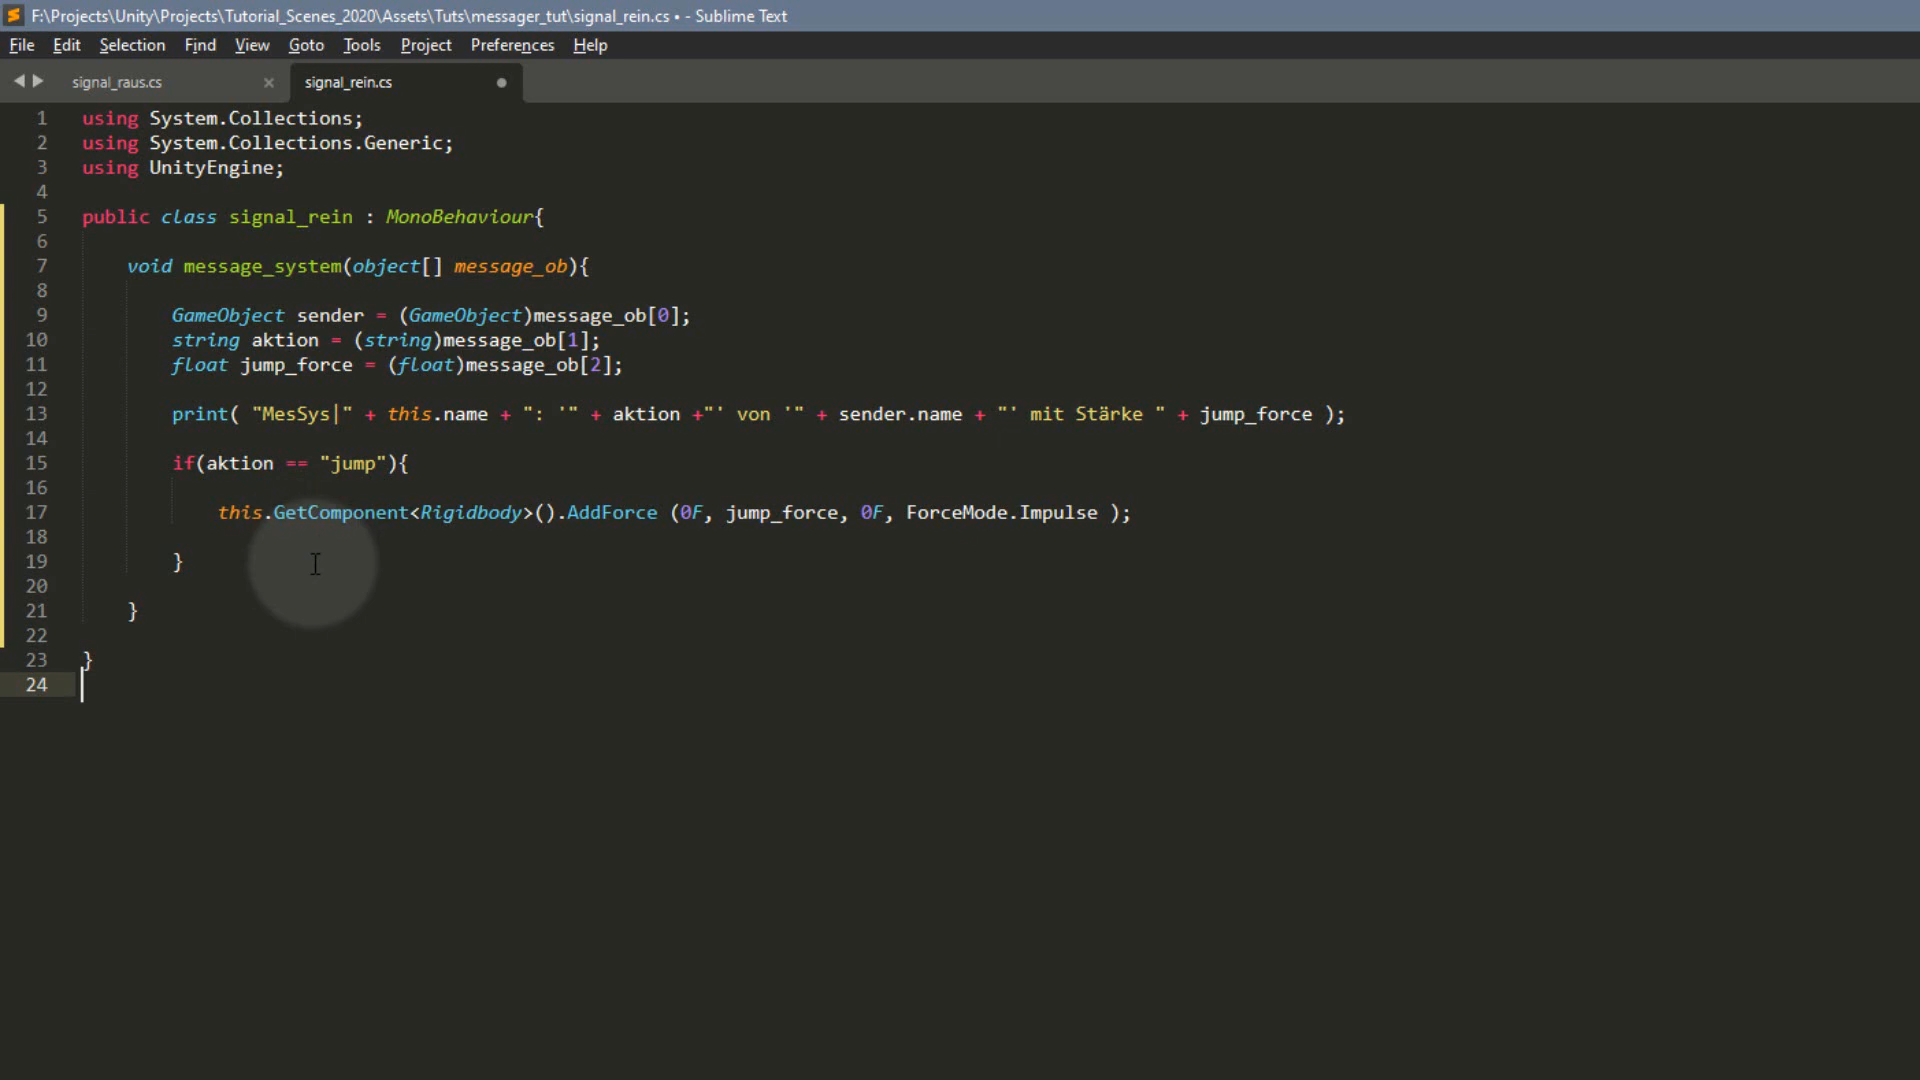 F:\Projects\Unity\Projects\Tutorial_Scenes_2020\Assets\Tuts\messager_tut\signal_rein.cs • - Sublime Text
File Edit Selection Find View Goto Tools Project Preferences Help
signal_raus.cs signal_rein.cs
1 using System.Collections;
2 using System.Collections.Generic;
3 using UnityEngine;
4
5 public class signal_rein : MonoBehaviour{
6
7 void message_system(object[] message_ob){
8
9 GameObject sender = (GameObject)message_ob[0];
10 string aktion = (string)message_ob[1];
11 float jump_force = (float)message_ob[2];
12
13 print( "MesSys|" + this.name + ": '" + aktion +"' von '" + sender.name + "' mit Stärke " + jump_force );
14
15 if(aktion == "jump"){
16
17 this.GetComponent<Rigidbody>().AddForce (0F, jump_force, 0F, ForceMode.Impulse );
18
19 }
20
21 }
22
23 }
24